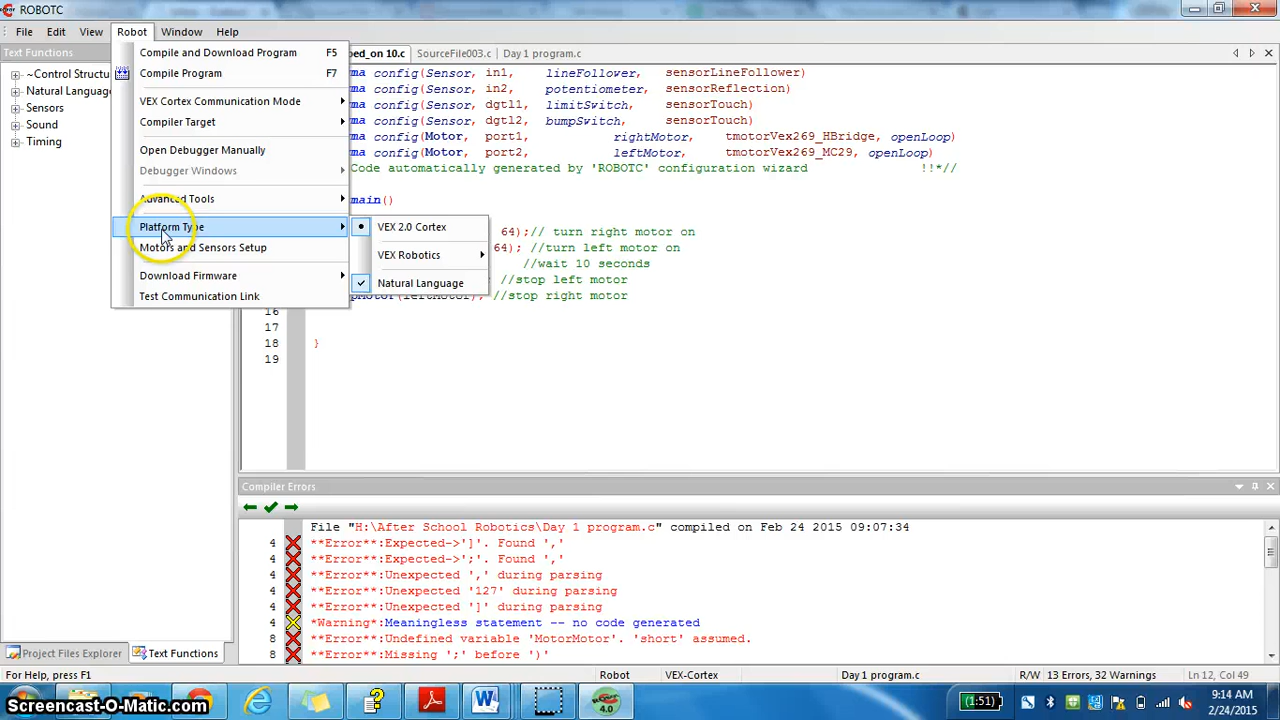 ROBOTC
File Edit View Robot Window Help
Text Functions
~Control Structu
Natural Language
Sensors
Sound
Timing
Compile and Download Program F5
Compile Program F7
VEX Cortex Communication Mode
Compiler Target
Open Debugger Manually
Debugger Windows
Advanced Tools
Platform Type
Motors and Sensors Setup
Download Firmware
Test Communication Link
VEX 2.0 Cortex
VEX Robotics
Natural Language
ped_on 10.c SourceFile003.c Day 1 program.c
ma config(Sensor, in1, lineFollower, sensorLineFollower)
ma config(Sensor, in2, potentiometer, sensorReflection)
ma config(Sensor, dgtl1, limitSwitch, sensorTouch)
ma config(Sensor, dgtl2, bumpSwitch, sensorTouch)
ma config(Motor, port1, rightMotor, tmotorVex269_HBridge, openLoop)
ma config(Motor, port2, leftMotor, tmotorVex269_MC29, openLoop)
Code automatically generated by 'ROBOTC' configuration wizard !!*//
main()
64);// turn right motor on
64); //turn left motor on
//wait 10 seconds
//stop left motor
pMotor(leftMotor); //stop right motor
16
17
18 }
19
Compiler Errors
File "H:\After School Robotics\Day 1 program.c" compiled on Feb 24 2015 09:07:34
4 **Error**:Expected->']'. Found ','
4 **Error**:Expected->';'. Found ','
4 **Error**:Unexpected ',' during parsing
4 **Error**:Unexpected '127' during parsing
4 **Error**:Unexpected ']' during parsing
4 *Warning*:Meaningless statement -- no code generated
8 **Error**:Undefined variable 'MotorMotor'. 'short' assumed.
8 **Error**:Missing ';' before ')'
Project Files Explorer Text Functions
For Help, press F1 Robot VEX-Cortex Day 1 program.c R/W 13 Errors, 32 Warnings Ln 12, Col 49
4.0
(1:51)
9:14 AM
2/24/2015
Screencast-O-Matic.com